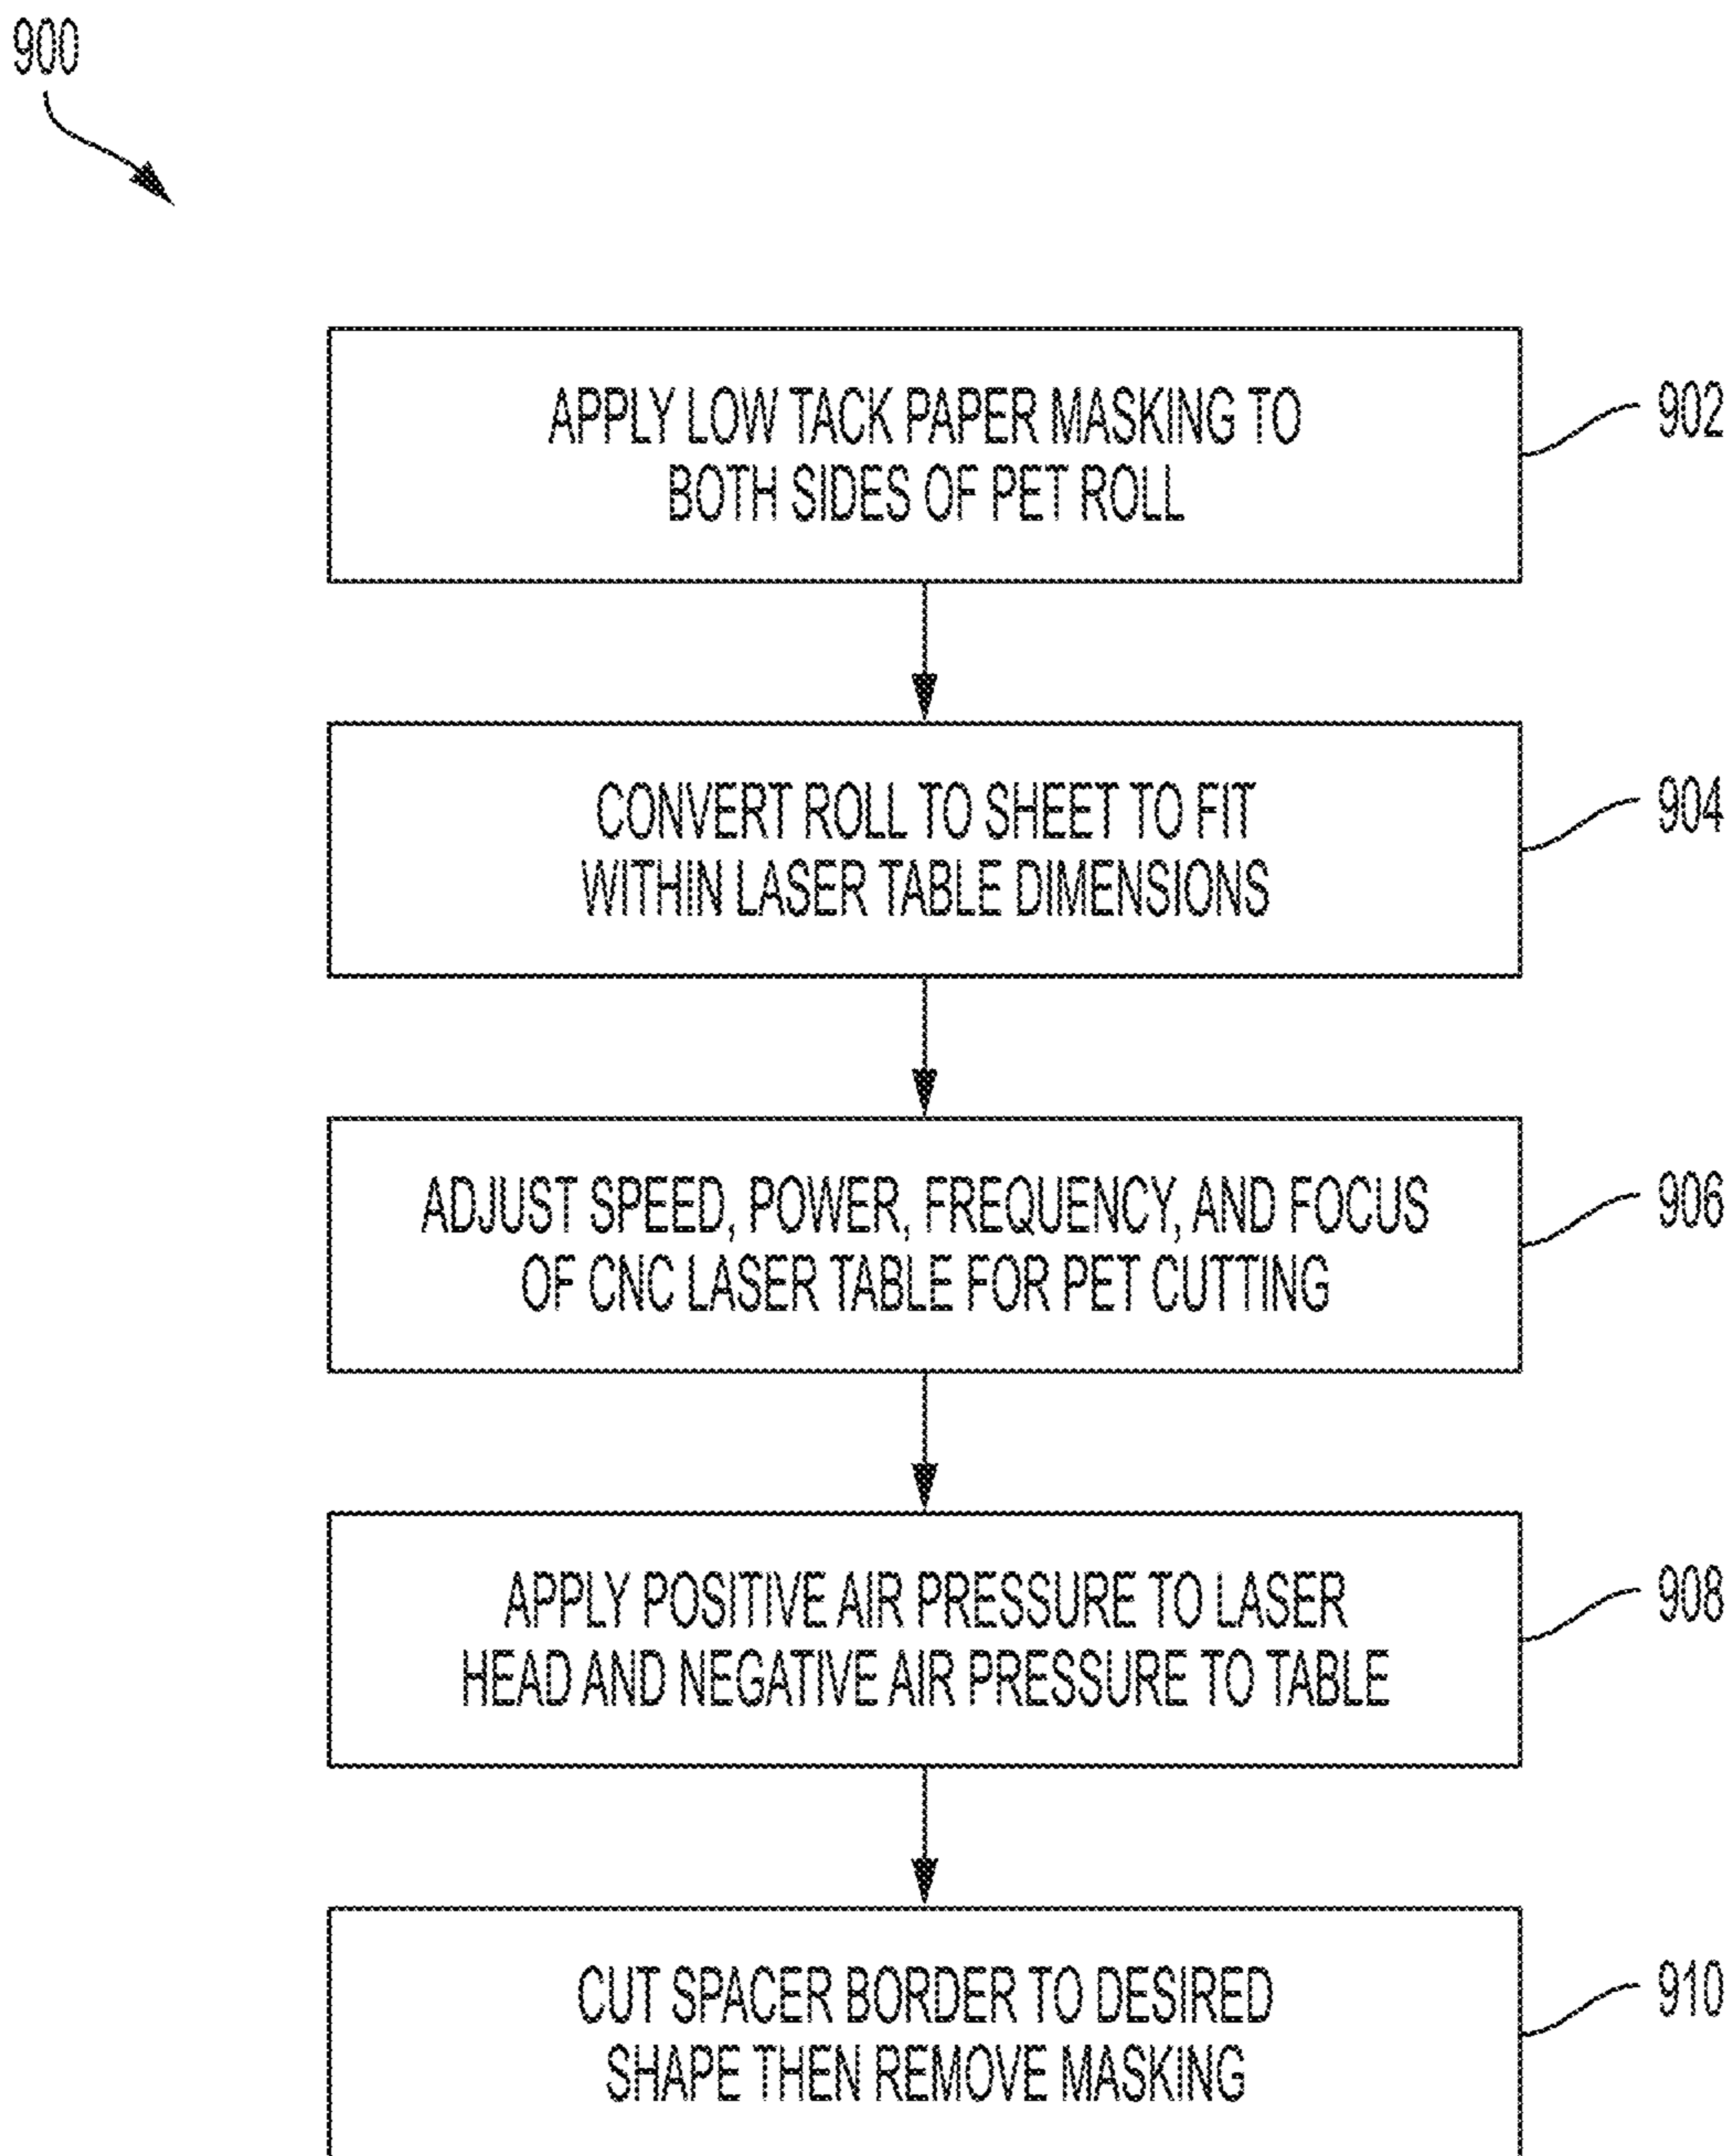 900
APPLY LOW TACK PAPER MASKING TO
BOTH SIDES OF PET ROLL
902
CONVERT ROLL TO SHEET TO FIT
WITHIN LASER TABLE DIMENSIONS
904
ADJUST SPEED, POWER, FREQUENCY, AND FOCUS
OF CNC LASER TABLE FOR PET CUTTING
906
APPLY POSITIVE AIR PRESSURE TO LASER
HEAD AND NEGATIVE AIR PRESSURE TO TABLE
908
CUT SPACER BORDER TO DESIRED
SHAPE THEN REMOVE MASKING
910